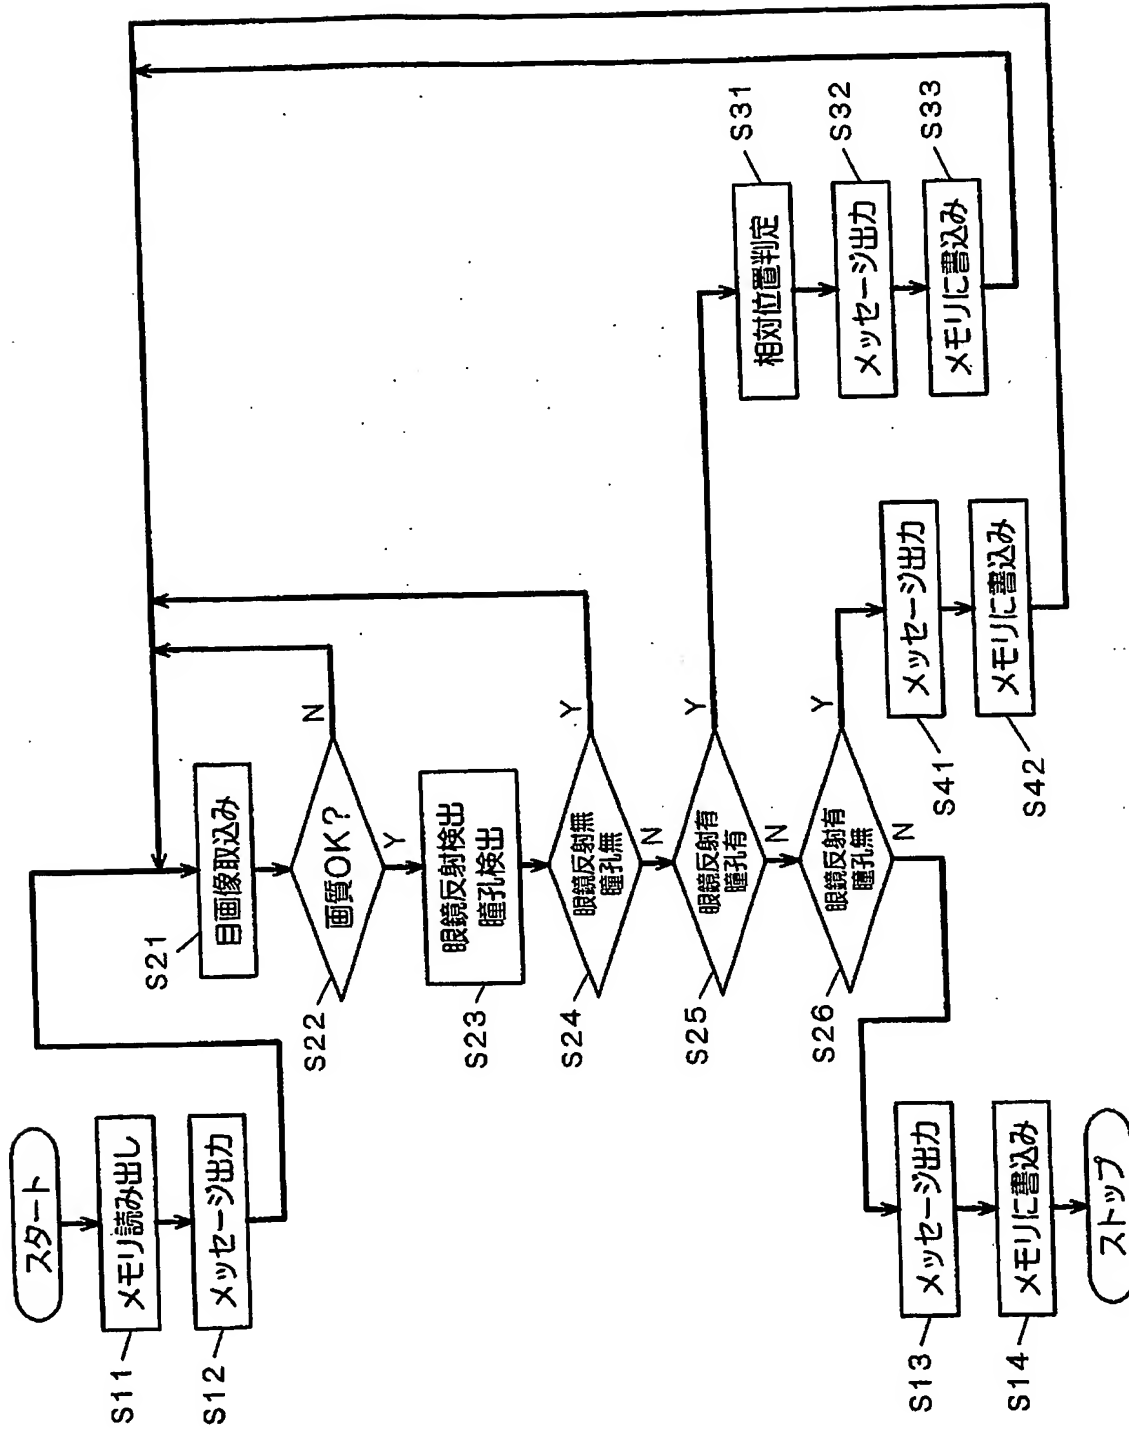 スタート
S11
メモリ読み出し
S12
メッセージ出力
S21
目画像取込み
S22
画質OK?
N
Y
S23
眼鏡反射検出
瞳孔検出
S24
眼鏡反射無
瞳孔無
Y
N
S25
眼鏡反射有
瞳孔有
Y
N
S26
眼鏡反射有
瞳孔無
Y
N
S31
相対位置判定
S32
メッセージ出力
S33
メモリに書込み
S41
メッセージ出力
S42
メモリに書込み
S13
メッセージ出力
S14
メモリに書込み
ストップ